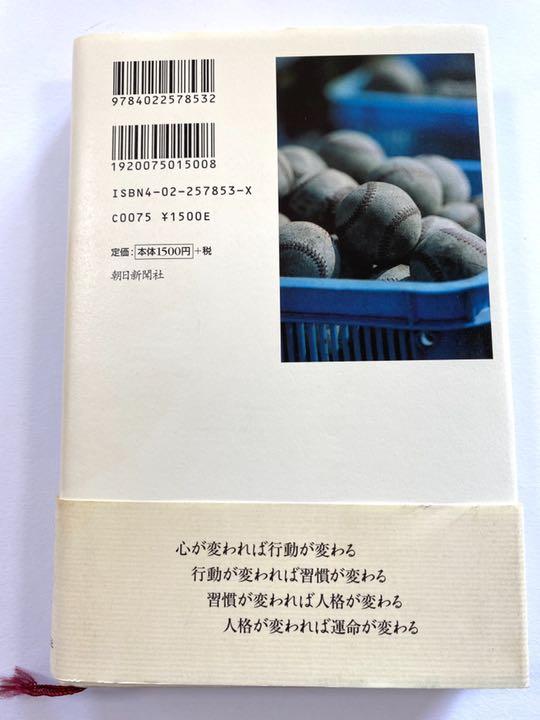 9784022578532
1920075015008
ISBN4-02-257853-X
C0075 ¥1500E
定価：本体1500円＋税
朝日新聞社
心が変われば行動が変わる
行動が変われば習慣が変わる
習慣が変われば人格が変わる
人格が変われば運命が変わる